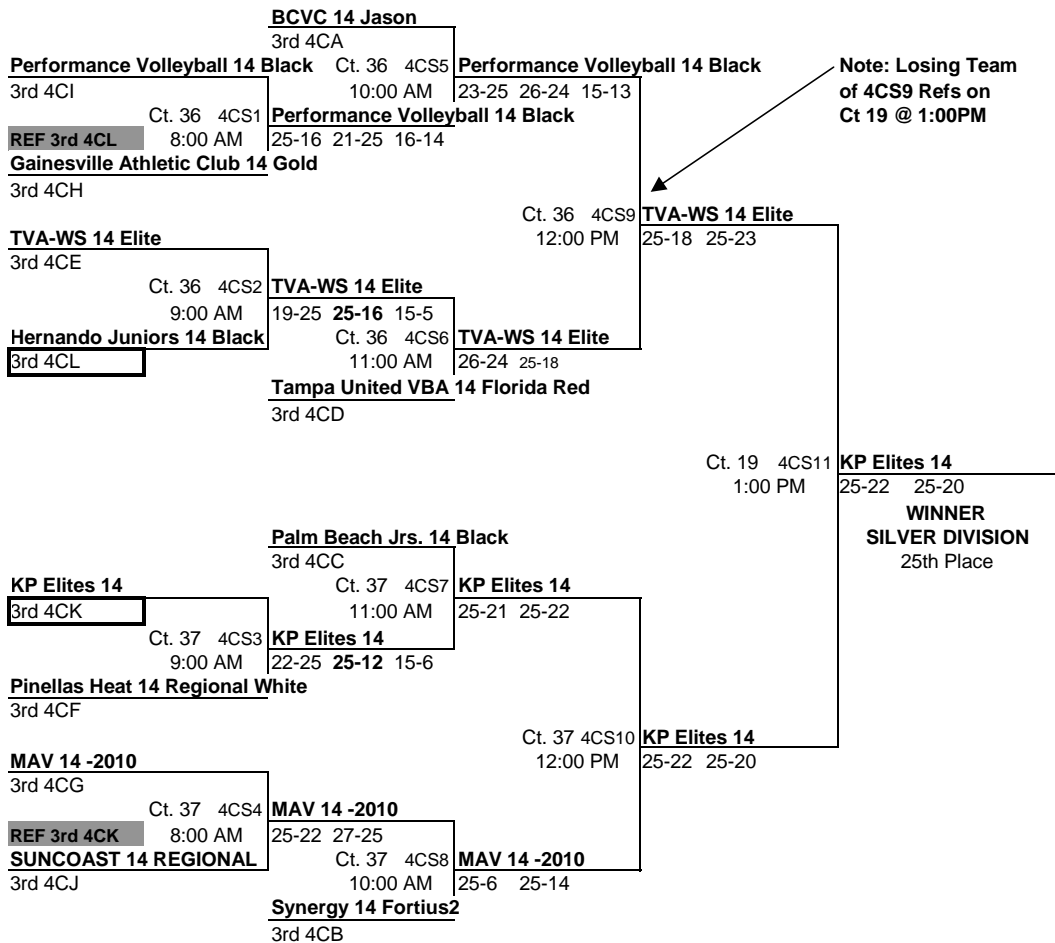 BCVC 14 Jason
3rd 4CA
Performance Volleyball 14 Black Ct. 36 4CS5 Performance Volleyball 14 Black Note: Losing Team
3rd 4CI 10:00 AM 23-25 26-24 15-13 of 4CS9 Refs on
Ct. 36 4CS1 Performance Volleyball 14 Black Ct 19 @ 1:00PM
REF 3rd 4CL 8:00 AM 25-16 21-25 16-14
Gainesville Athletic Club 14 Gold
3rd 4CH
Ct. 36 4CS9 TVA-WS 14 Elite
TVA-WS 14 Elite 12:00 PM 25-18 25-23
3rd 4CE
Ct. 36 4CS2 TVA-WS 14 Elite
9:00 AM 19-25 25-16 15-5
Hernando Juniors 14 Black Ct. 36 4CS6 TVA-WS 14 Elite
3rd 4CL 11:00 AM 26-24 25-18
Tampa United VBA 14 Florida Red
3rd 4CD
Ct. 19 4CS11 KP Elites 14
1:00 PM 25-22 25-20
WINNER
Palm Beach Jrs. 14 Black SILVER DIVISION
3rd 4CC 25th Place
KP Elites 14 Ct. 37 4CS7 KP Elites 14
3rd 4CK 11:00 AM 25-21 25-22
Ct. 37 4CS3 KP Elites 14
9:00 AM 22-25 25-12 15-6
Pinellas Heat 14 Regional White
3rd 4CF
Ct. 37 4CS10 KP Elites 14
MAV 14 -2010 12:00 PM 25-22 25-20
3rd 4CG
Ct. 37 4CS4 MAV 14 -2010
REF 3rd 4CK 8:00 AM 25-22 27-25
SUNCOAST 14 REGIONAL Ct. 37 4CS8 MAV 14 -2010
3rd 4CJ 10:00 AM 25-6 25-14
Synergy 14 Fortius2
3rd 4CB